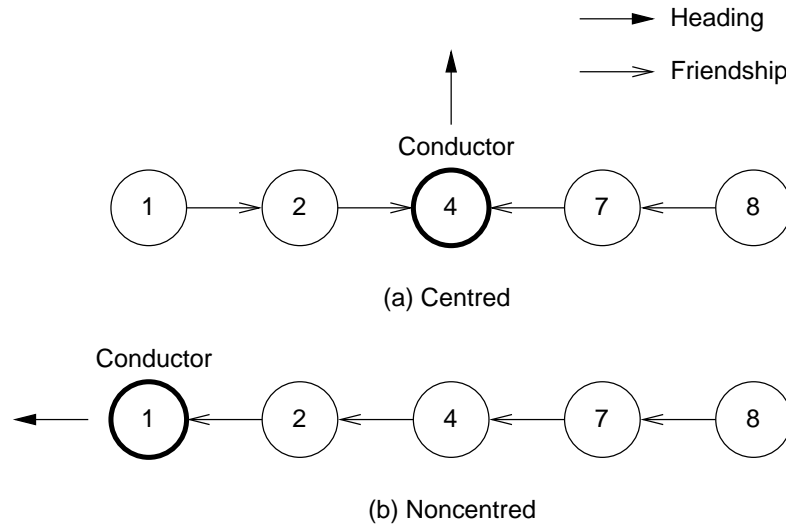 Heading
Friendship
Conductor
1 2 4 7 8
(a) Centred
Conductor
1 2 4 7 8
(b) Noncentred